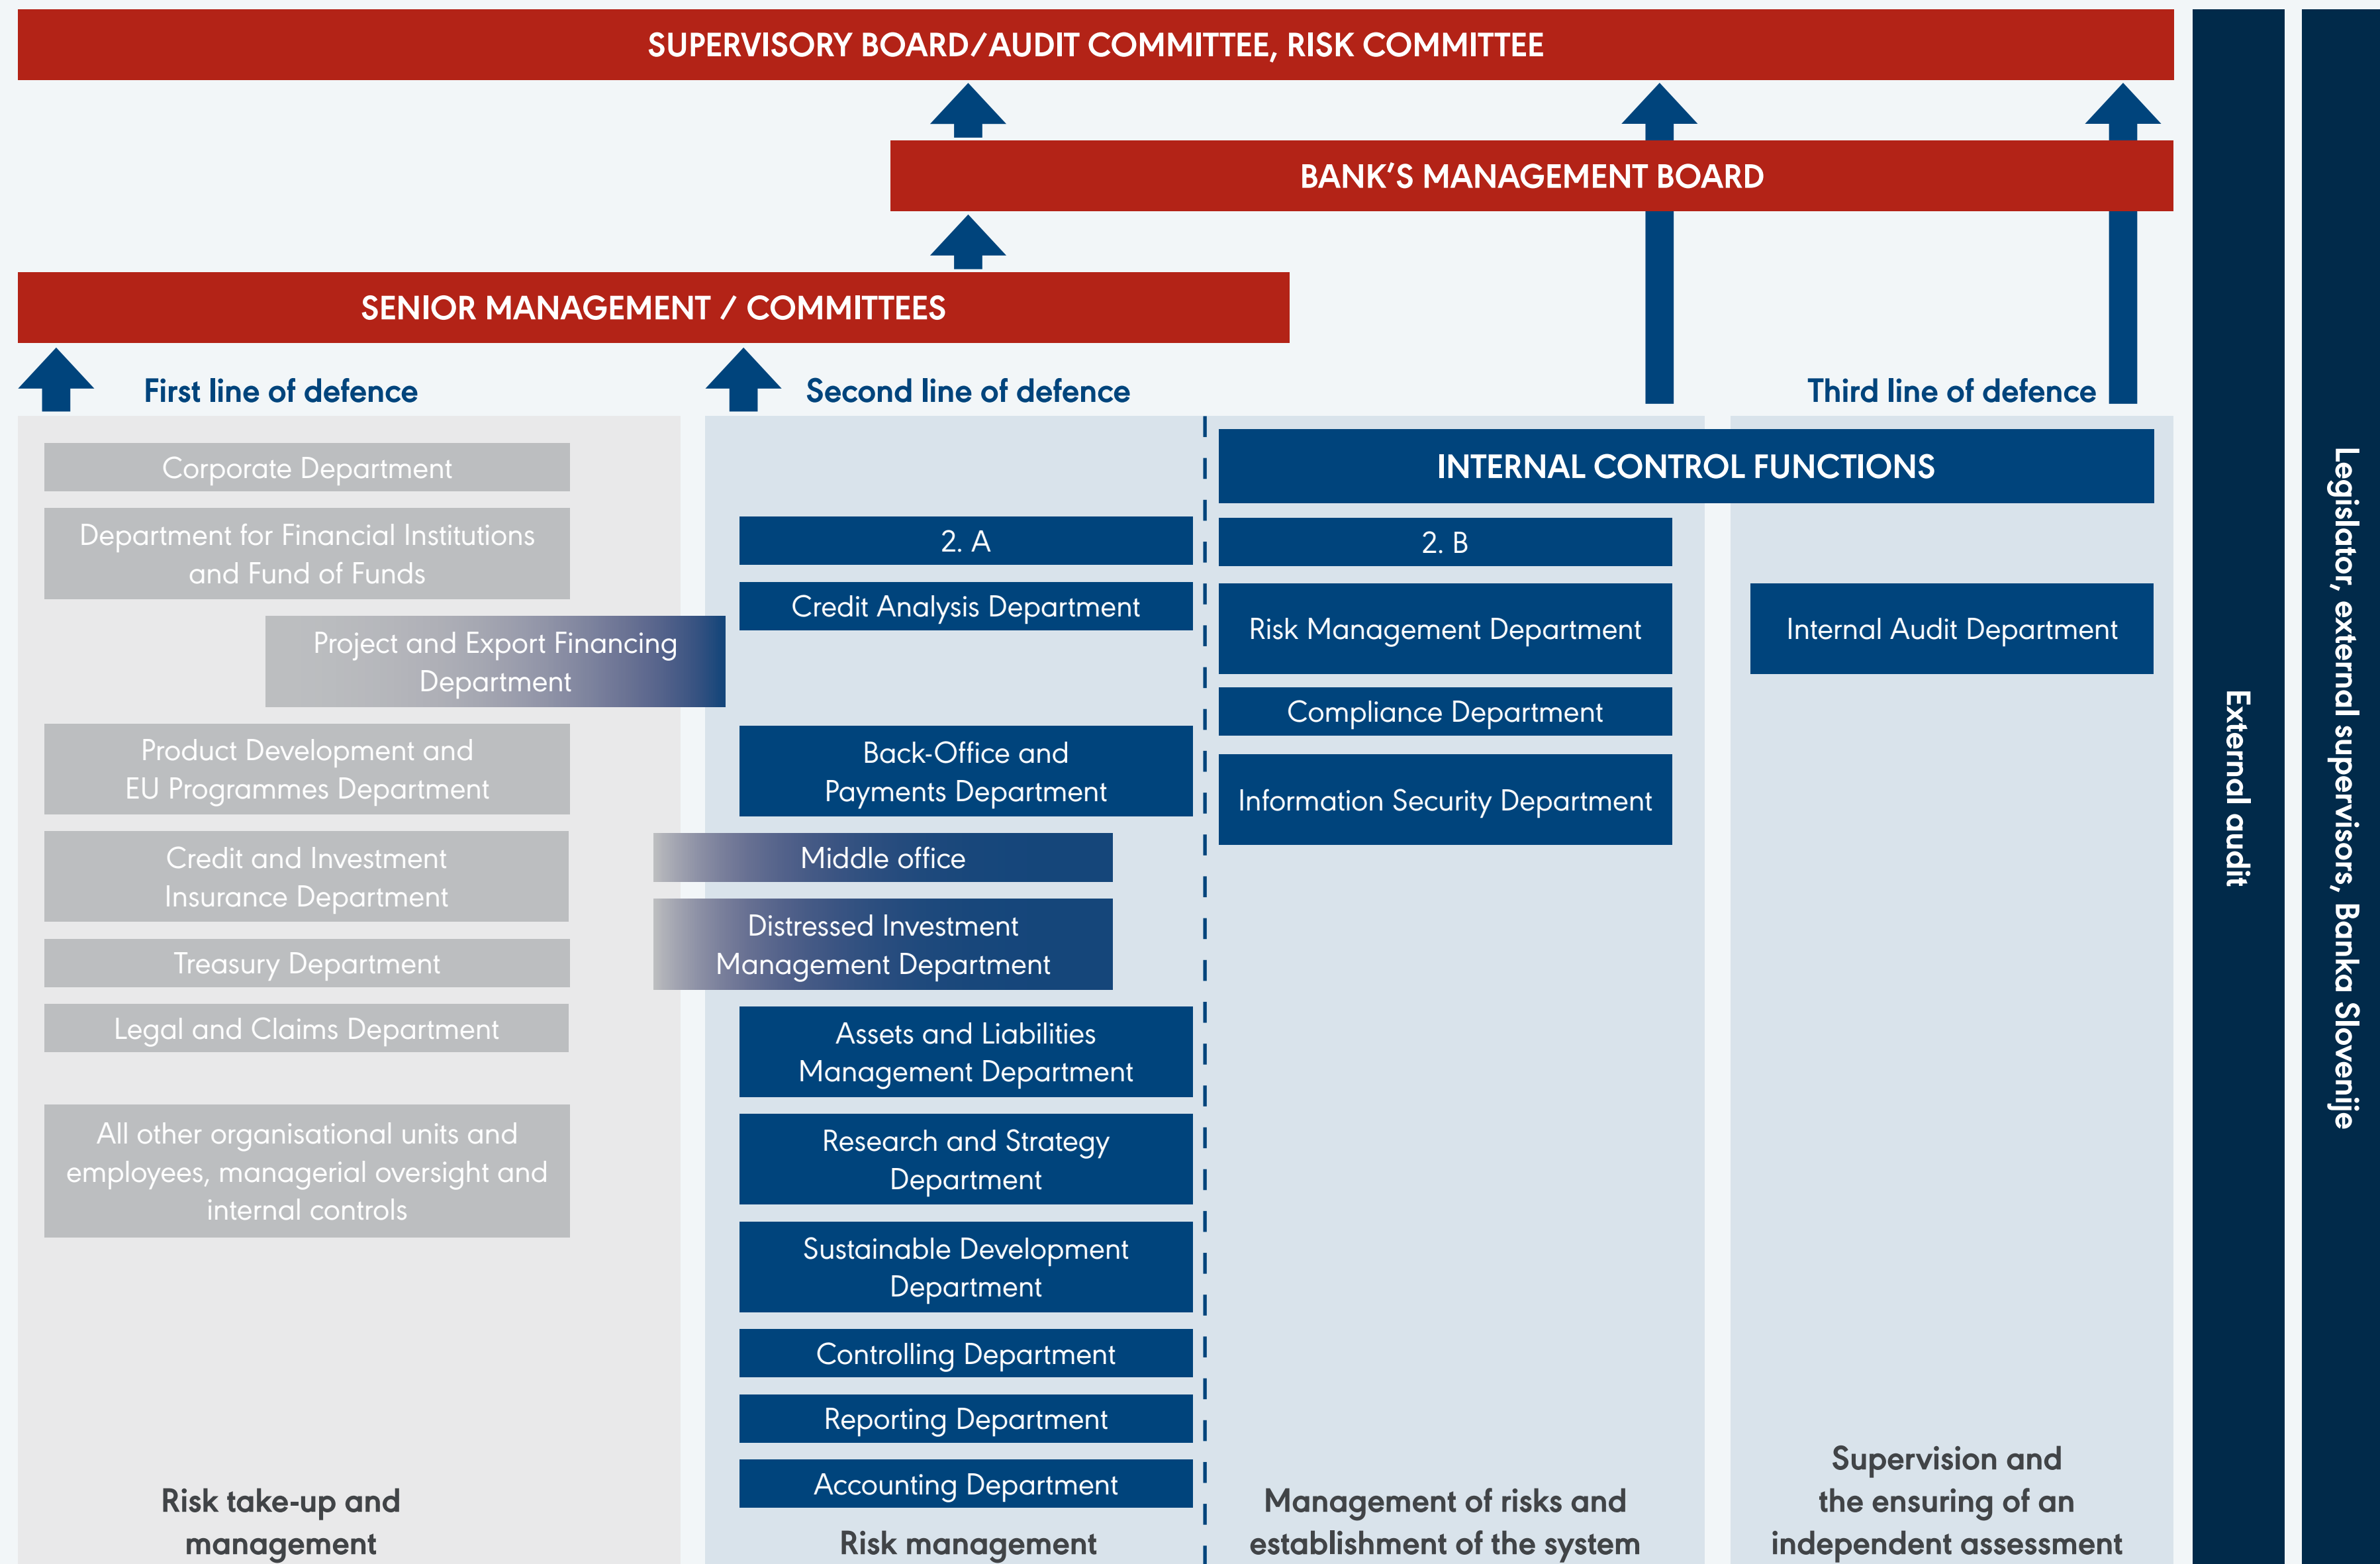 SUPERVISORY BOARD/AUDIT COMMITTEE, RISK COMMITTEE
BANK’S MANAGEMENT BOARD
SENIOR MANAGEMENT / COMMITTEES
First line of defence
Corporate Department
Department for Financial Institutions
and Fund of Funds
Project and Export Financing
Department
Product Development and
EU Programmes Department
Credit and Investment
Insurance Department
Treasury Department
Legal and Claims Department
All other organisational units and
employees, managerial oversight and
internal controls
Risk take-up and
management
Second line of defence
2. A
Credit Analysis Department
Back-Office and
Payments Department
Middle office
Distressed Investment
Management Department
Assets and Liabilities
Management Department
Research and Strategy
Department
Sustainable Development
Department
Controlling Department
Reporting Department
Accounting Department
Risk management
INTERNAL CONTROL FUNCTIONS
2. B
Risk Management Department
Compliance Department
Information Security Department
Management of risks and
establishment of the system
Third line of defence
Internal Audit Department
Supervision and
the ensuring of an
independent assessment
External audit
Legislator, external supervisors, Banka Slovenije